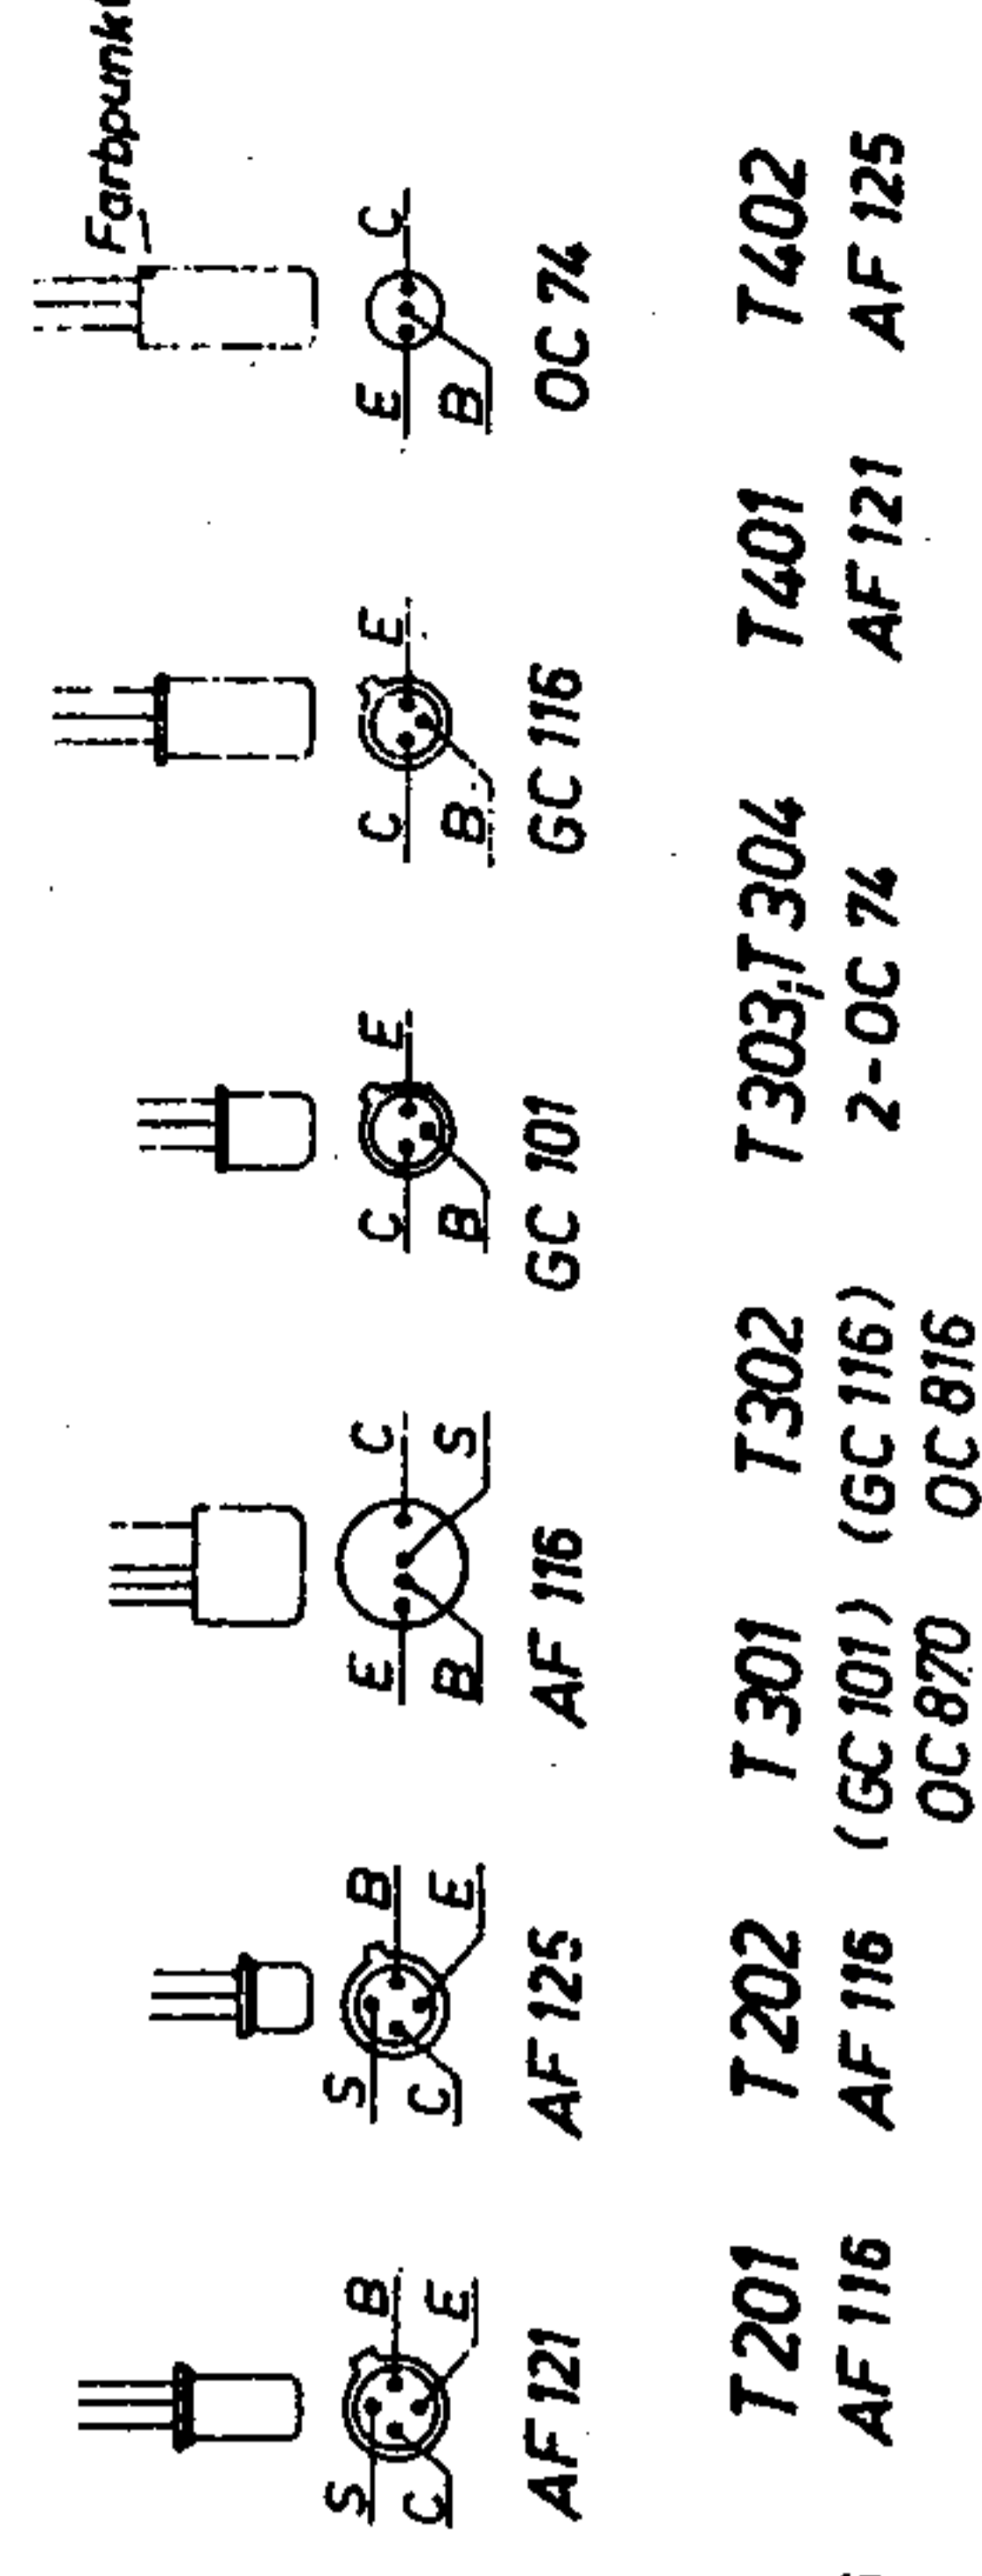 Farbpunkt
S B S B E C C E C E E C
C E C E B S B B B
AF 121 AF 125 AF 116 GC 101 GC 116 OC 74
T201 T202 T301 T302 T303, T304 T401 T402
AF 116 AF 116 (GC 101) (GC 116) 2-OC 74 AF 121 AF 125
OC 870 OC 816